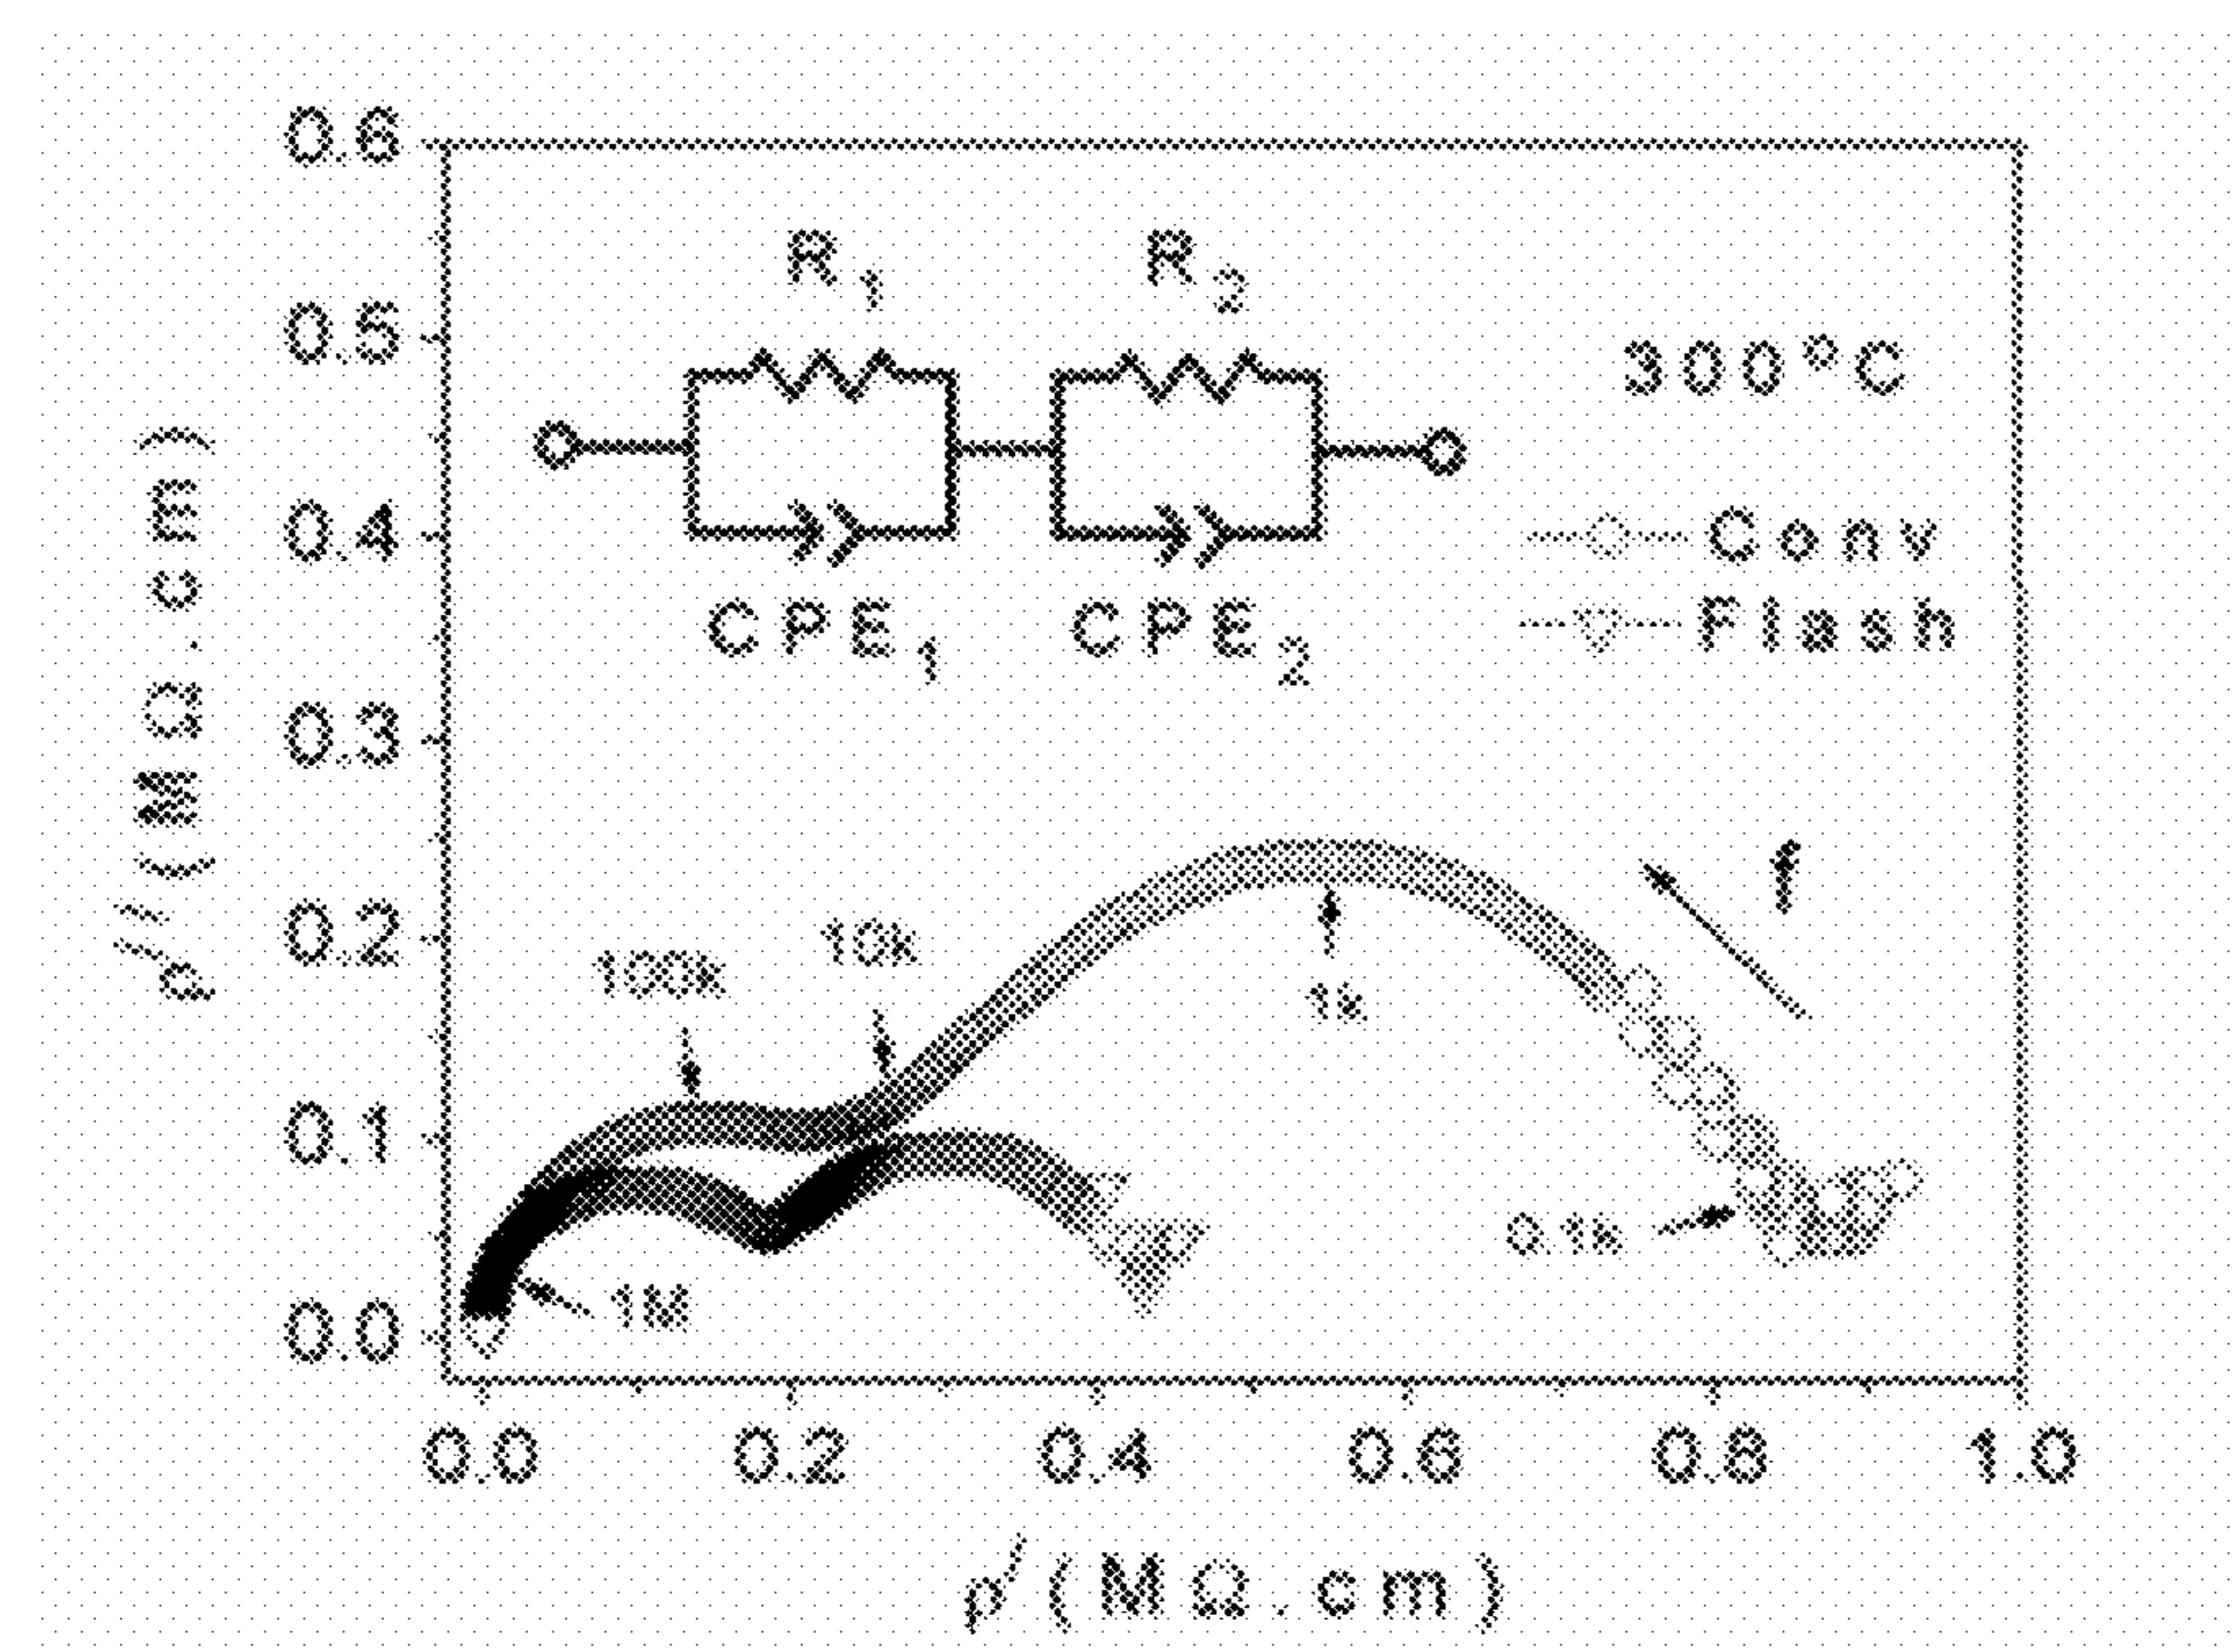 0.6
0.5
0.4
0.3
0.2
0.1
0.0
ρ// (MΩ.cm)
R1 R2
CPE1 CPE2
300ºC
Conv
Flash
f
100k
10k
1k
0.1k
1M
0.0 0.2 0.4 0.6 0.8 1.0
ρ/ (MΩ.cm)